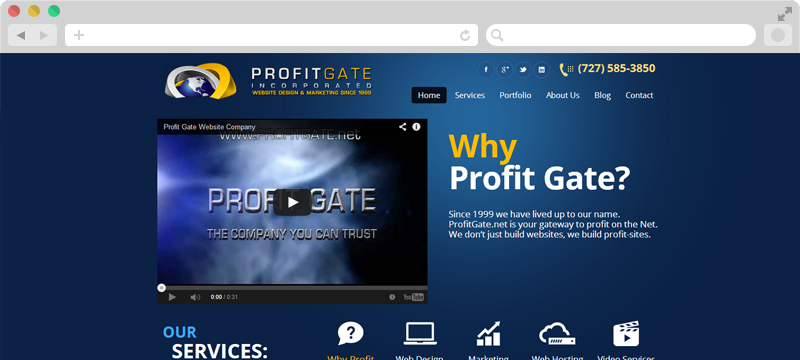 PROFITGATE
INCORPORATED
WEBSITE DESIGN & MARKETING SINCE 1999
(727) 585-3850
Home Services Portfolio About Us Blog Contact
Profit Gate Website Company
www.PROFITGATE.net
PROFIT GATE
THE COMPANY YOU CAN TRUST
0:00 / 0:31
YouTube
Why
Profit Gate?
Since 1999 we have lived up to our name.
ProfitGate.net is your gateway to profit on the Net.
We don't just build websites, we build profit-sites.
OUR
SERVICES:
Why Profit Web Design Marketing Web Hosting Video Services